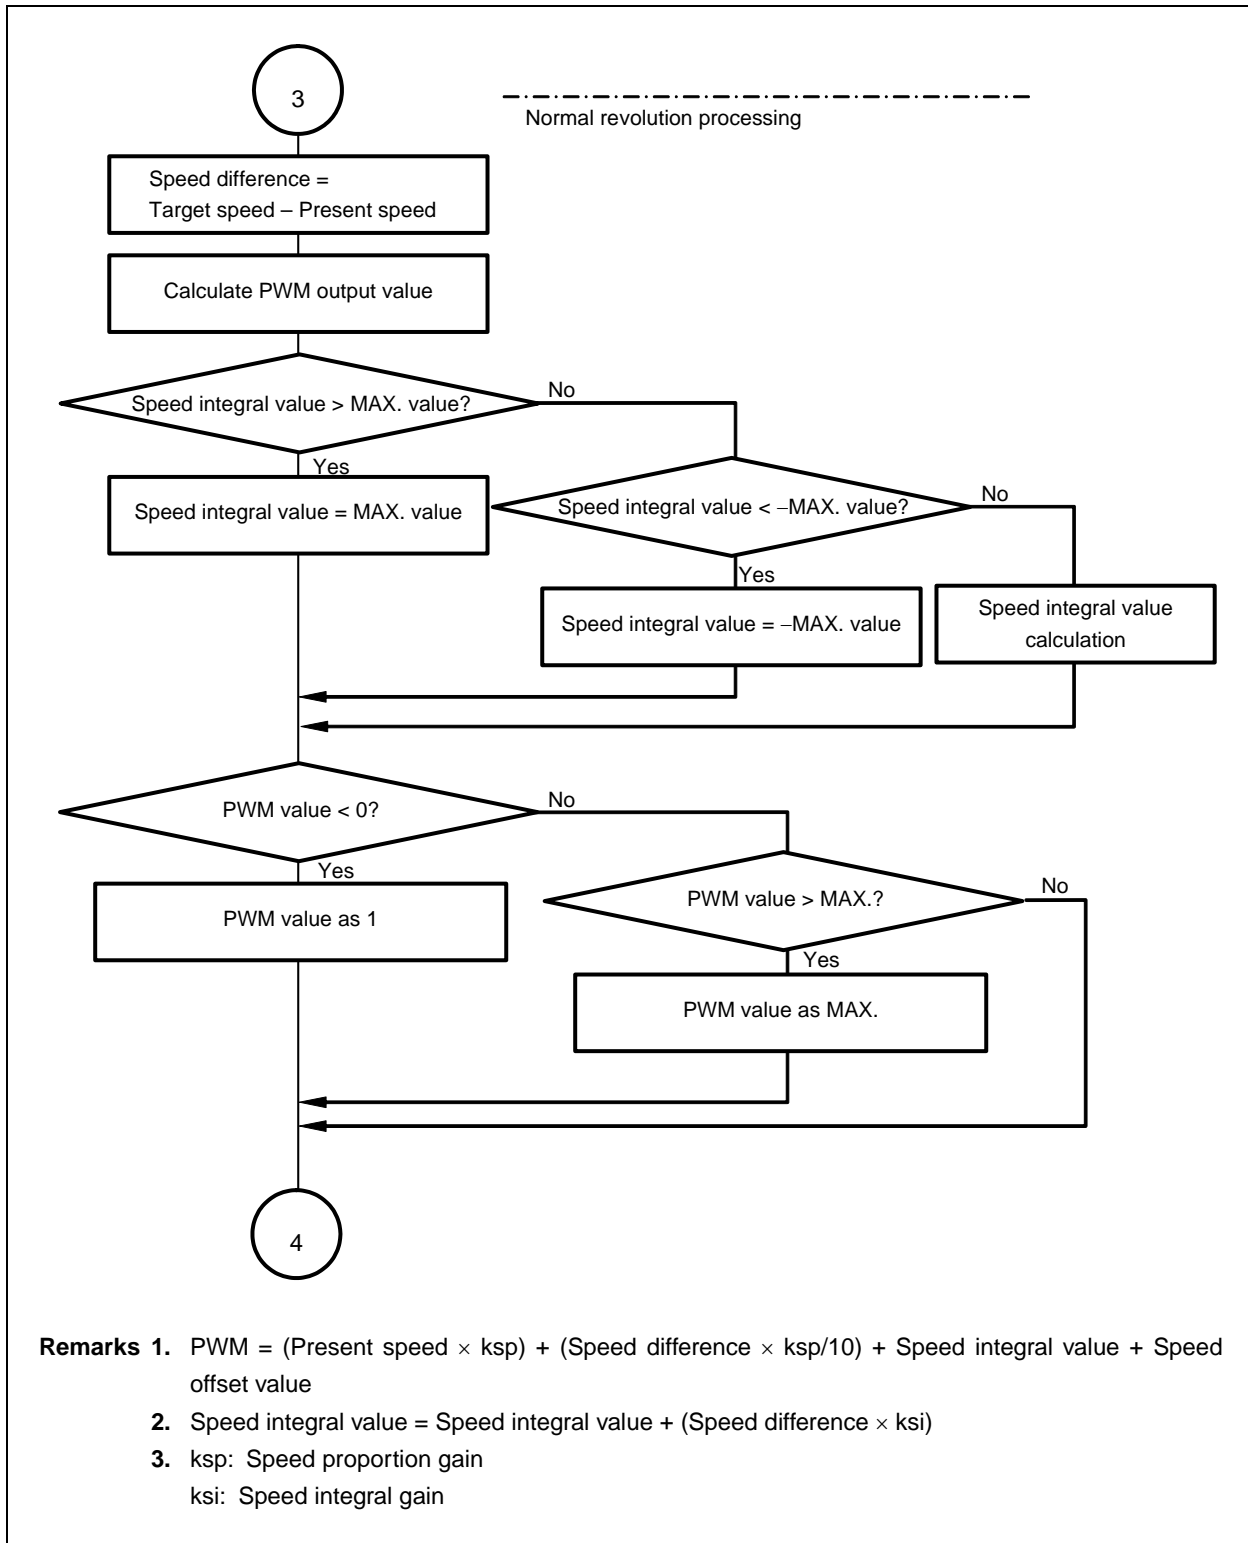 3
Normal revolution processing
Speed difference =
Target speed – Present speed
Calculate PWM output value
Speed integral value > MAX. value?
No
Yes
Speed integral value = MAX. value
Speed integral value < –MAX. value?
No
Yes
Speed integral value = –MAX. value
Speed integral value
calculation
PWM value < 0?
No
Yes
PWM value as 1
PWM value > MAX.?
No
Yes
PWM value as MAX.
4
Remarks 1. PWM = (Present speed × ksp) + (Speed difference × ksp/10) + Speed integral value + Speed
offset value
2. Speed integral value = Speed integral value + (Speed difference × ksi)
3. ksp: Speed proportion gain
ksi: Speed integral gain